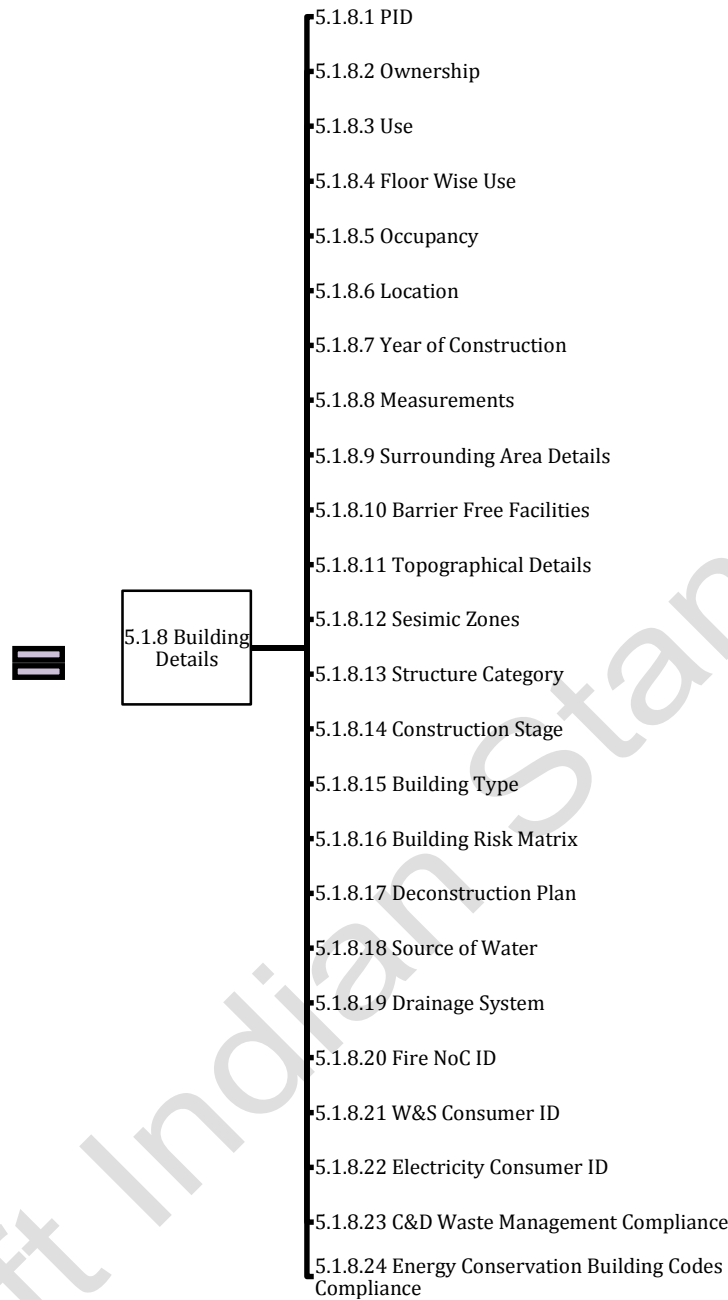 5.1.8.1 PID
5.1.8.2 Ownership
5.1.8.3 Use
5.1.8.4 Floor Wise Use
5.1.8.5 Occupancy
5.1.8.6 Location
5.1.8.7 Year of Construction
5.1.8.8 Measurements
5.1.8.9 Surrounding Area Details
5.1.8.10 Barrier Free Facilities
5.1.8.11 Topographical Details
5.1.8 Building
Details
5.1.8.12 Sesimic Zones
5.1.8.13 Structure Category
5.1.8.14 Construction Stage
5.1.8.15 Building Type
5.1.8.16 Building Risk Matrix
5.1.8.17 Deconstruction Plan
5.1.8.18 Source of Water
5.1.8.19 Drainage System
5.1.8.20 Fire NoC ID
5.1.8.21 W&S Consumer ID
5.1.8.22 Electricity Consumer ID
5.1.8.23 C&D Waste Management Compliance
5.1.8.24 Energy Conservation Building Codes
Compliance
ft Indian Stan